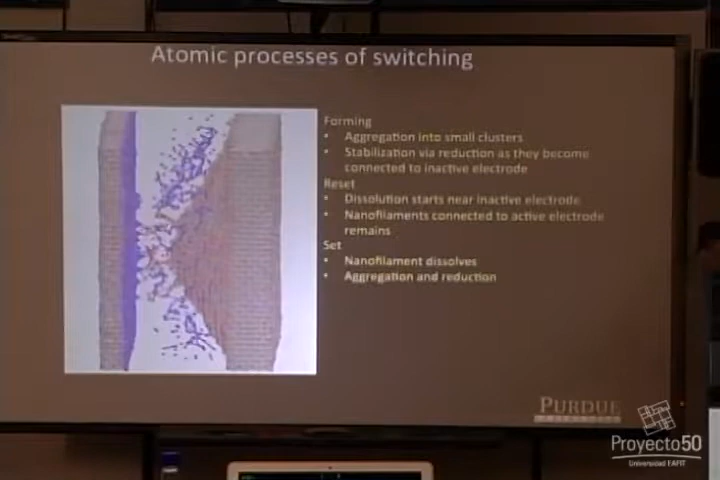 Atomic processes of switching
Forming
• Aggregation into small clusters
• Stabilization via reduction as they become
connected to inactive electrode
Reset
• Dissolution starts near inactive electrode
• Nanofilaments connected to active electrode
remains
Set
• Nanofilament dissolves
• Aggregation and reduction
PURDUE
Proyecto50
Universidad EAFIT